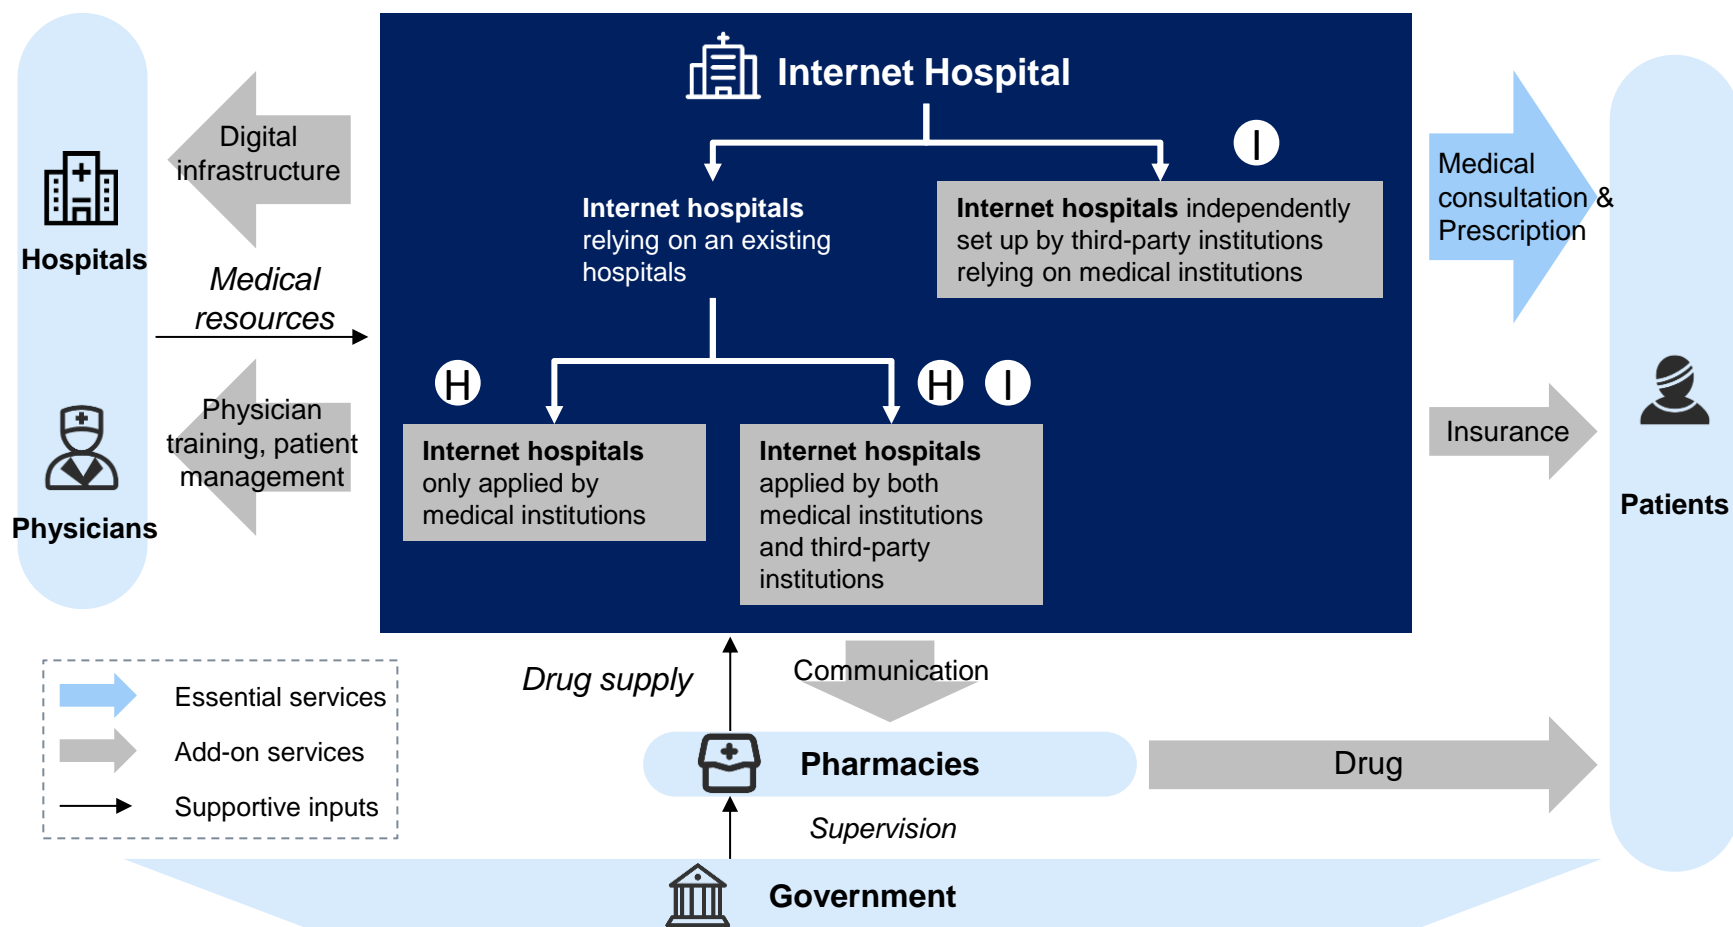 Internet Hospital
Digital
infrastructure
Hospitals
Medical
resources
Physician
training, patient
management
Physicians
I
Internet hospitals
relying on an existing
hospitals
Internet hospitals independently
set up by third-party institutions
relying on medical institutions
H
H I
Internet hospitals
only applied by
medical institutions
Internet hospitals
applied by both
medical institutions
and third-party
institutions
Medical
consultation &
Prescription
Insurance
Patients
Drug supply
Communication
Pharmacies
Drug
Supervision
Government
Essential services
Add-on services
Supportive inputs